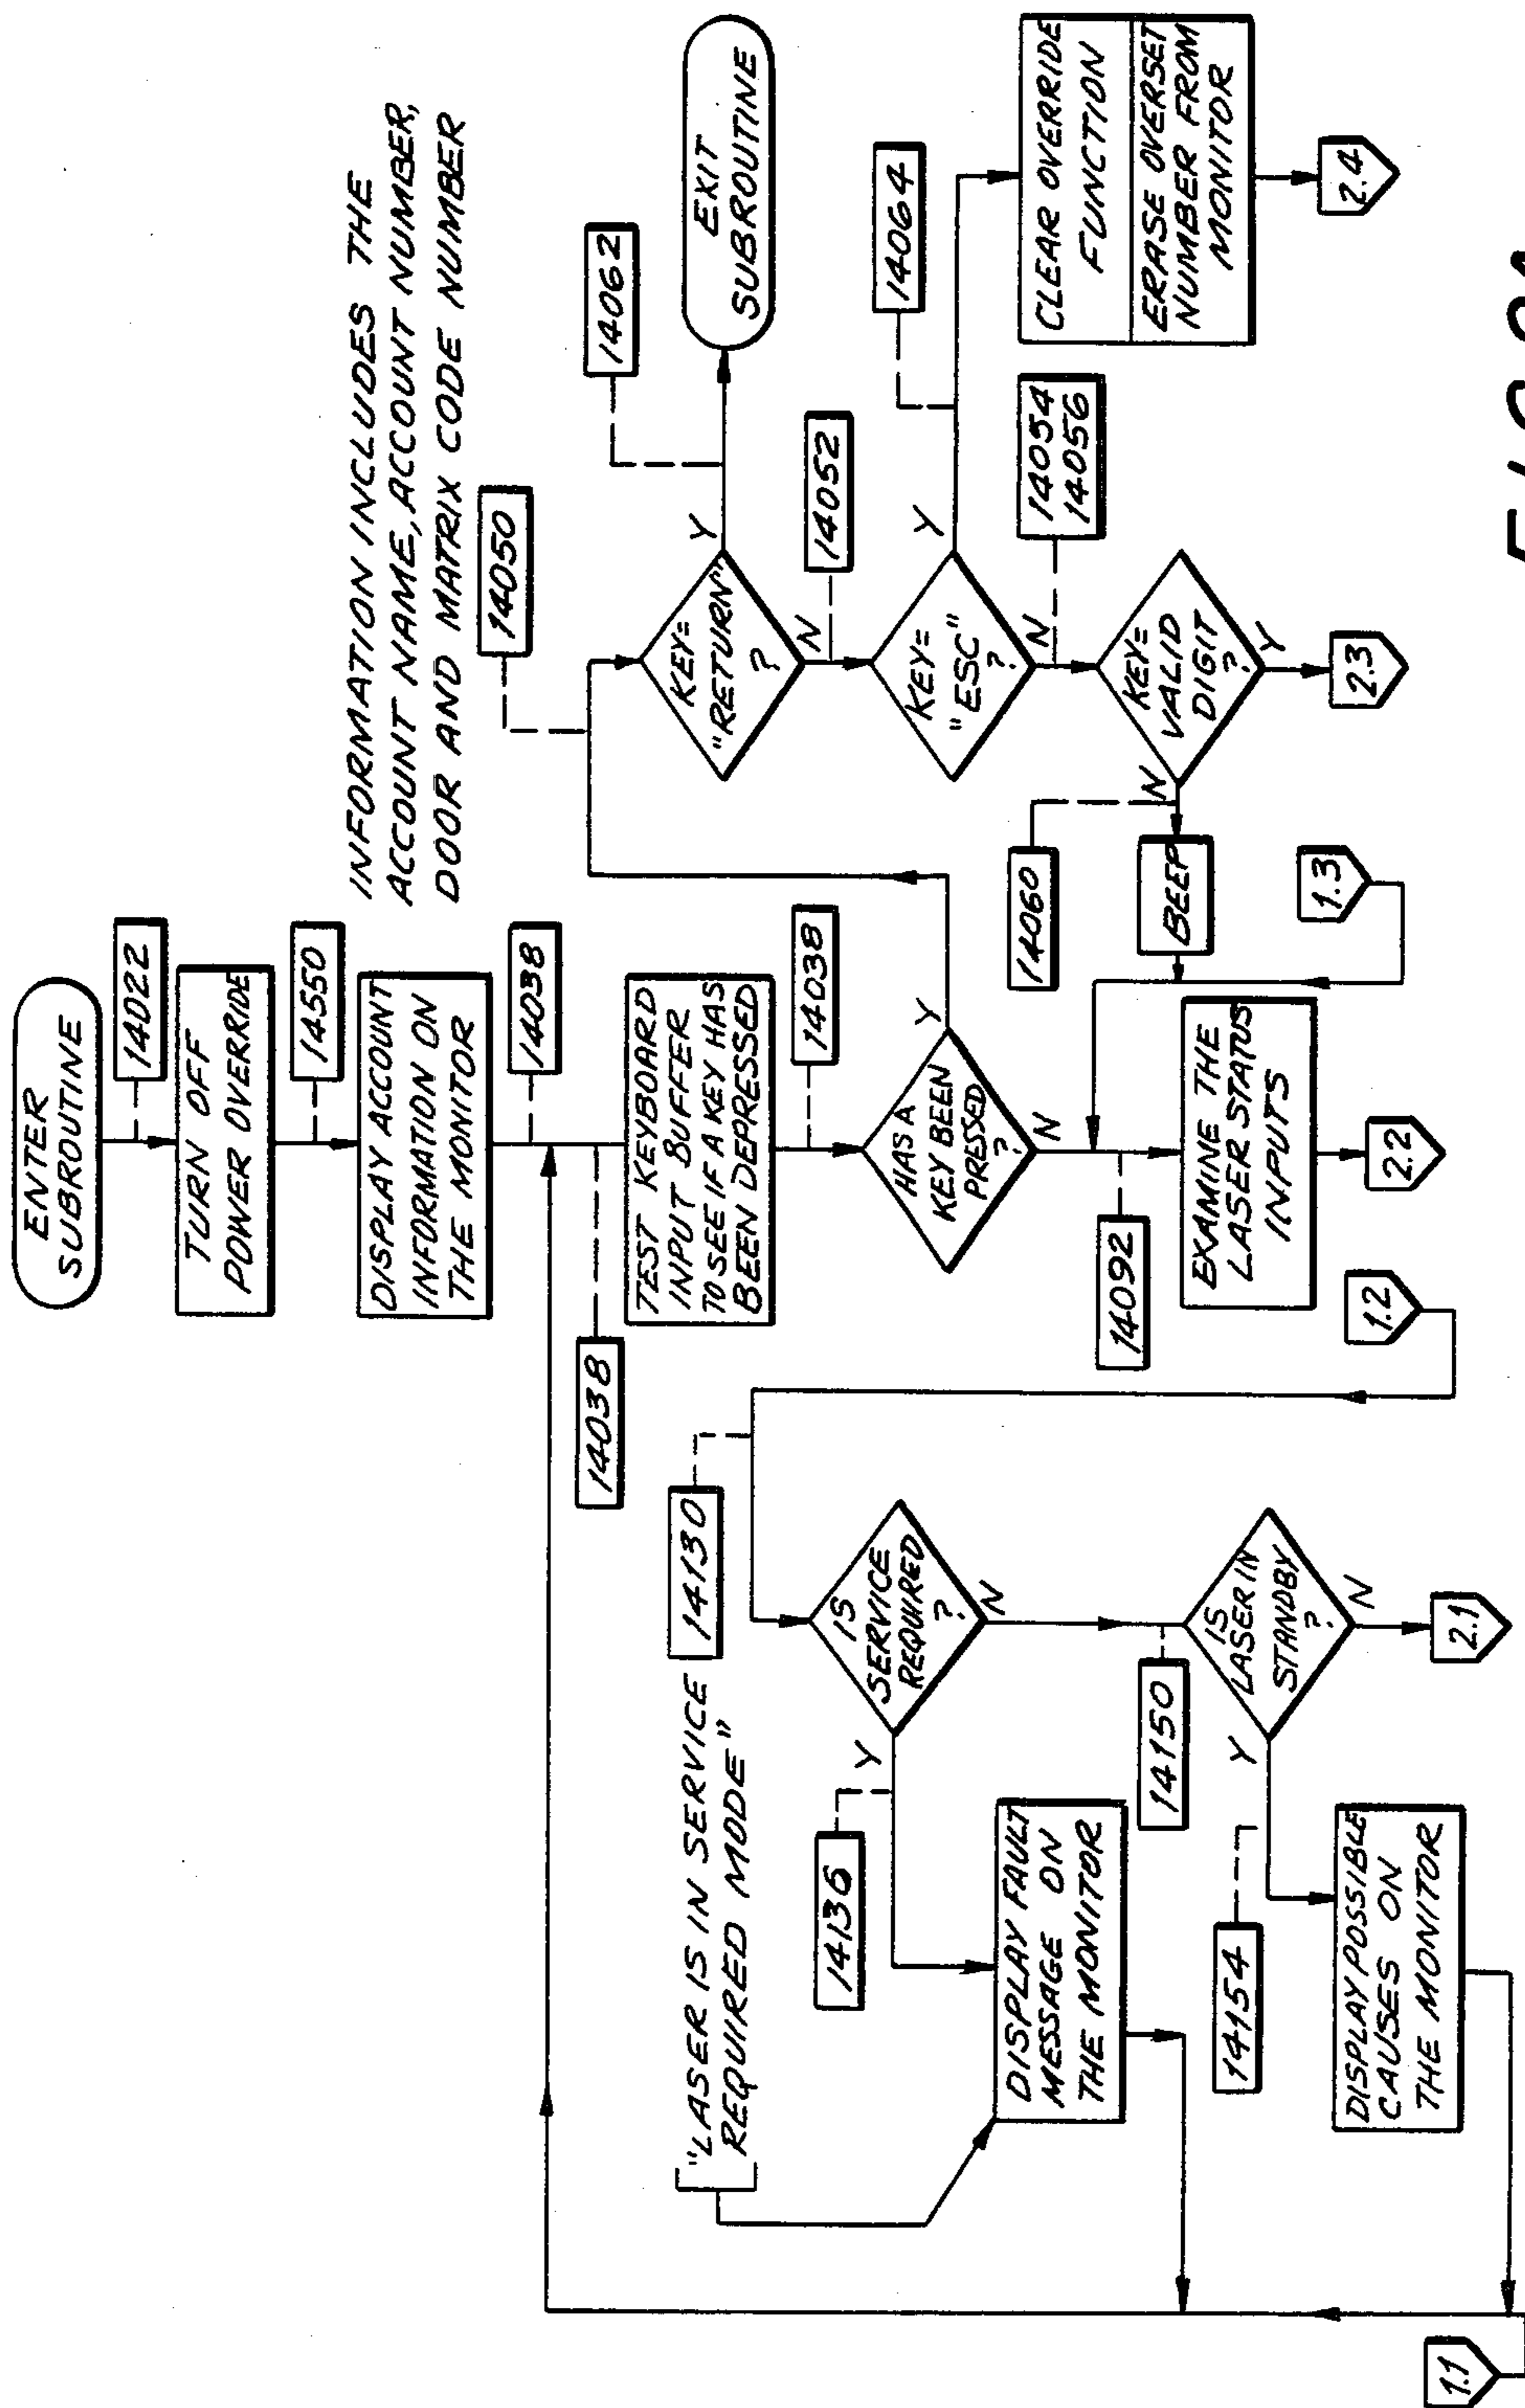 ENTER
SUBROUTINE
14022
TURN OFF
POWER OVERRIDE
14550
DISPLAY ACCOUNT
INFORMATION ON
THE MONITOR
INFORMATION INCLUDES THE
ACCOUNT NAME, ACCOUNT NUMBER,
DOOR AND MATRIX CODE NUMBER
14038
14038
TEST KEYBOARD
INPUT BUFFER
TO SEE IF A KEY HAS
BEEN DEPRESSED
14038
HAS A
KEY BEEN
PRESSED
?
Y
N
14050
KEY=
"RETURN"
?
Y
N
14062
EXIT
SUBROUTINE
14052
KEY=
"ESC"
?
Y
N
14064
CLEAR OVERRIDE
FUNCTION
ERASE OVERSET
NUMBER FROM
MONITOR
2.4
14054
14056
KEY=
VALID
DIGIT
?
N
Y
2.3
14060
BEEP
1.3
14092
EXAMINE THE
LASER STATUS
INPUTS
2.2
1.2
14130
"LASER IS IN SERVICE
REQUIRED MODE"
IS
SERVICE
REQUIRED
?
Y
N
14136
DISPLAY FAULT
MESSAGE ON
THE MONITOR
14150
IS
LASER IN
STANDBY
?
Y
N
14154
DISPLAY POSSIBLE
CAUSES ON
THE MONITOR
2.1
1.1